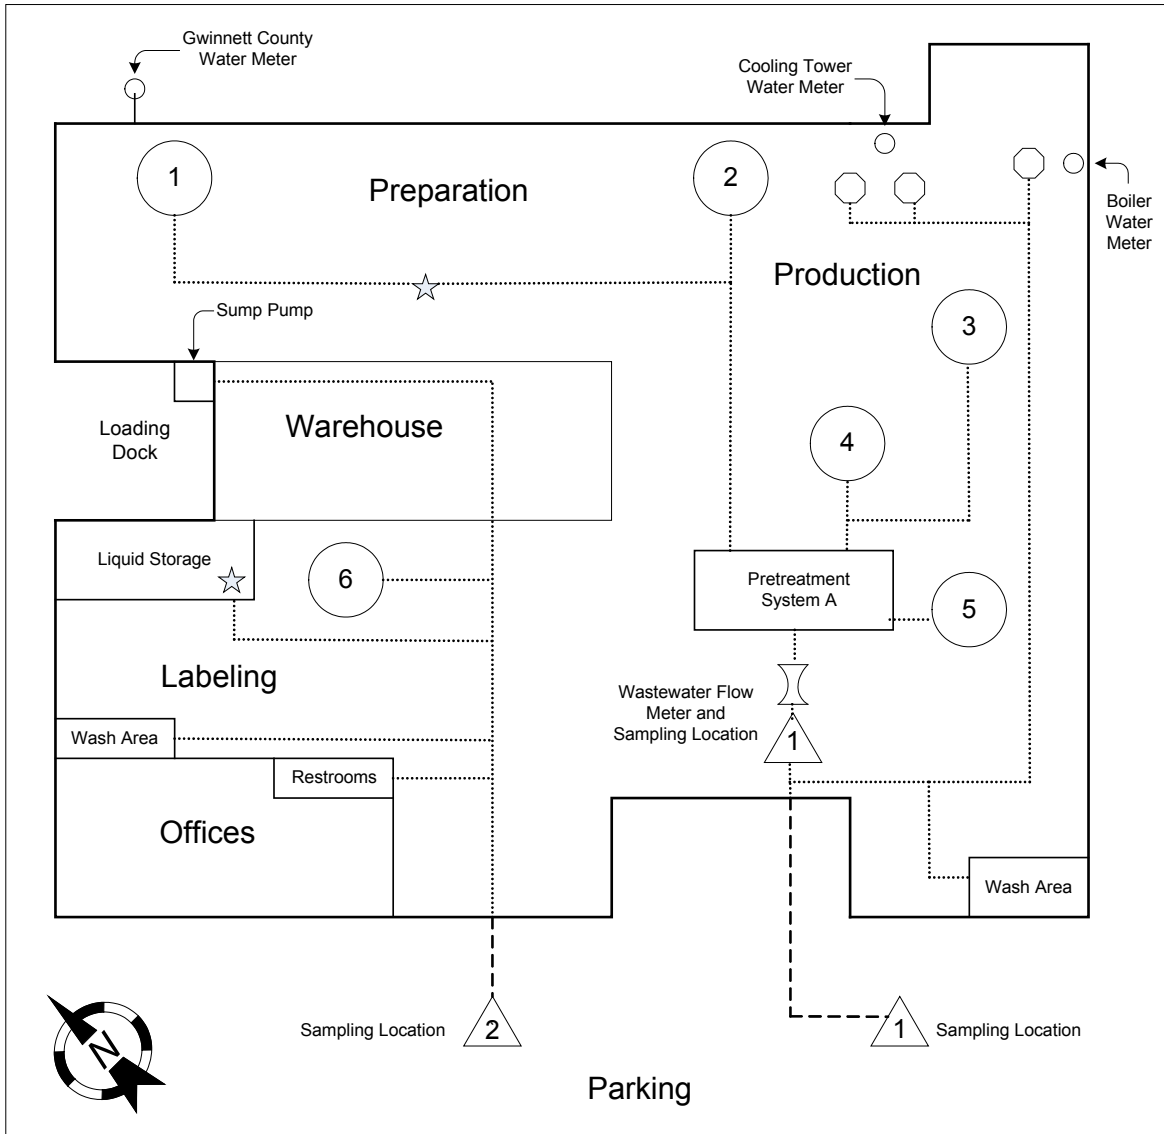 Gwinnett County
Water Meter
Cooling Tower
Water Meter
1
Preparation
2
Boiler
Water
Meter
Production
Sump Pump
3
Loading
Dock
Warehouse
4
Liquid Storage
6
Pretreatment
System A
5
Labeling
Wastewater Flow
Meter and
Sampling Location
1
Wash Area
Restrooms
Offices
Wash Area
N
Sampling Location
2
1
Sampling Location
Parking